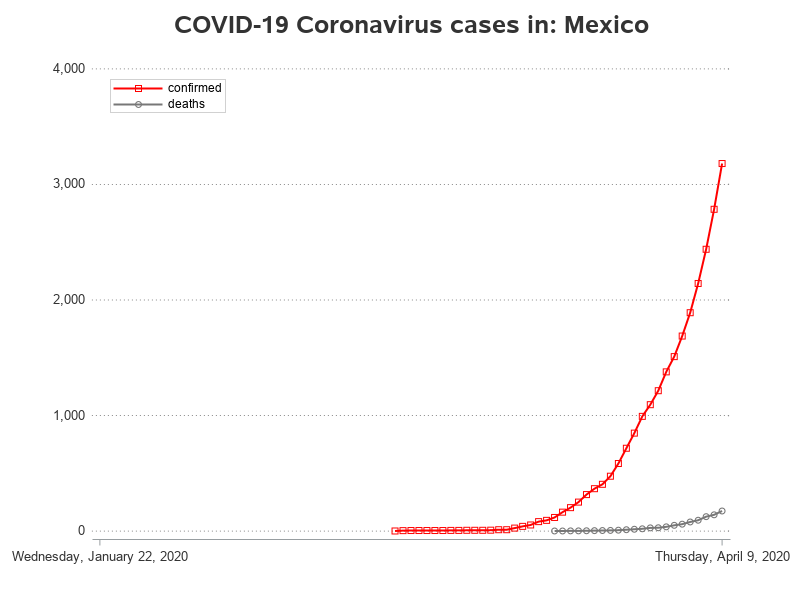 COVID-19 Coronavirus cases in: Mexico
4,000
confirmed
deaths
3,000
2,000
1,000
0
Wednesday, January 22, 2020 Thursday, April 9, 2020